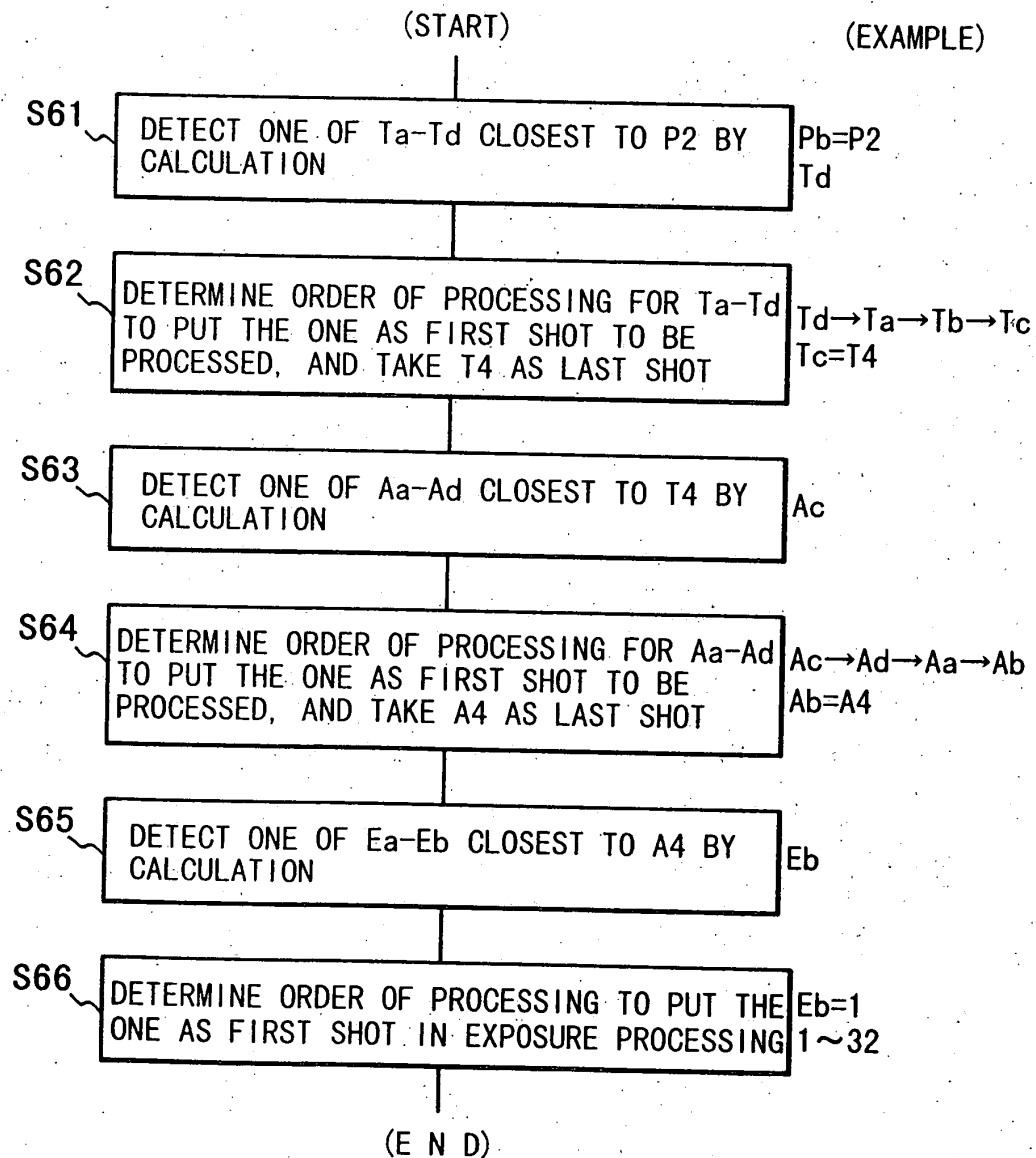 (START)
(EXAMPLE)
S61
DETECT ONE OF Ta-Td CLOSEST TO P2 BY
CALCULATION
Pb=P2
Td
S62
DETERMINE ORDER OF PROCESSING FOR Ta-Td
TO PUT THE ONE AS FIRST SHOT TO BE
PROCESSED, AND TAKE T4 AS LAST SHOT
Td→Ta→Tb→Tc
Tc=T4
S63
DETECT ONE OF Aa-Ad CLOSEST TO T4 BY
CALCULATION
Ac
S64
DETERMINE ORDER OF PROCESSING FOR Aa-Ad
TO PUT THE ONE AS FIRST SHOT TO BE
PROCESSED, AND TAKE A4 AS LAST SHOT
Ac→Ad→Aa→Ab
Ab=A4
S65
DETECT ONE OF Ea-Eb CLOSEST TO A4 BY
CALCULATION
Eb
S66
DETERMINE ORDER OF PROCESSING TO PUT THE
ONE AS FIRST SHOT IN EXPOSURE PROCESSING
Eb=1
1~32
(E N D)